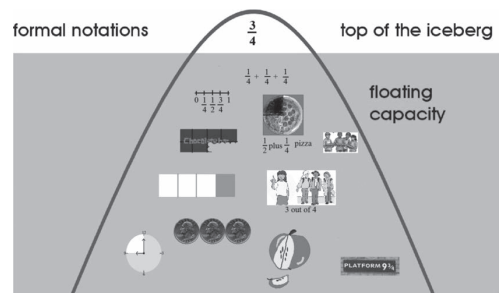 formal notations
3/4
top of the iceberg
1/4 + 1/4 + 1/4
floating
capacity
0 1/4 1/2 3/4 1
1/2 plus 1/4 pizza
3 out of 4
PLATFORM 9 3/4